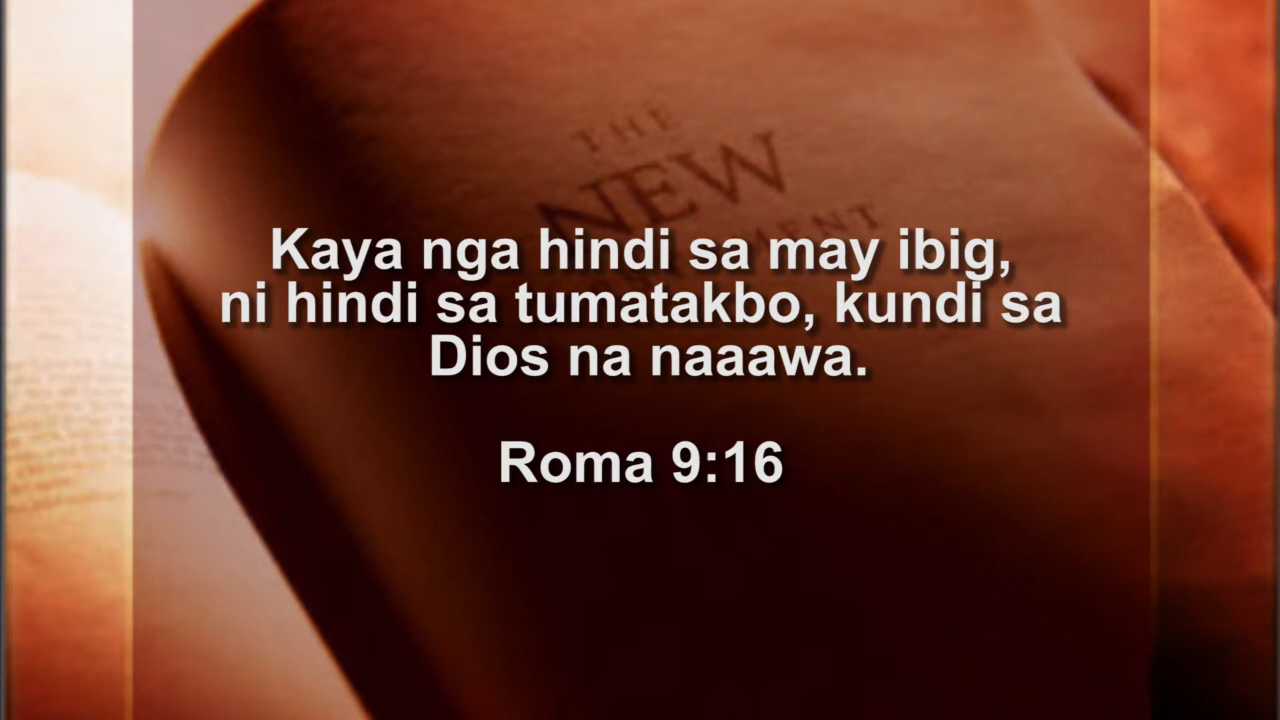 THE
NEW
Kaya nga hindi sa may ibig,
ni hindi sa tumatakbo, kundi sa
Dios na naaawa.
Roma 9:16